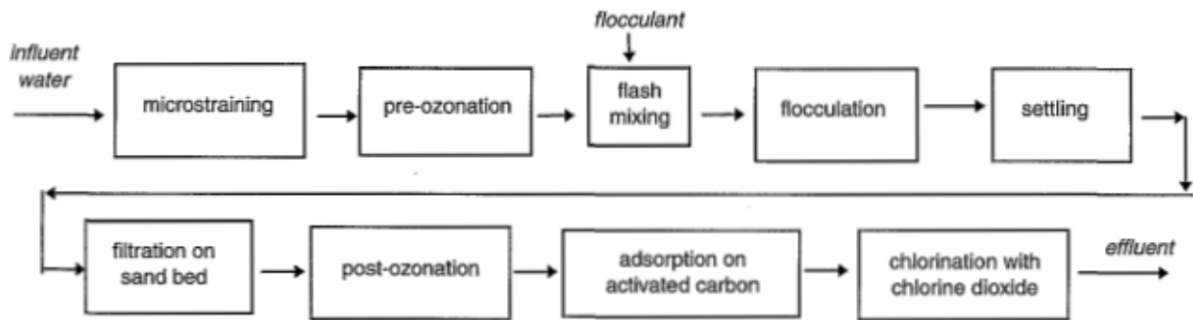 flocculant
influent
water
microstraining
pre-ozonation
flash
mixing
flocculation
settling
filtration on
sand bed
post-ozonation
adsorption on
activated carbon
chlorination with
chlorine dioxide
effluent